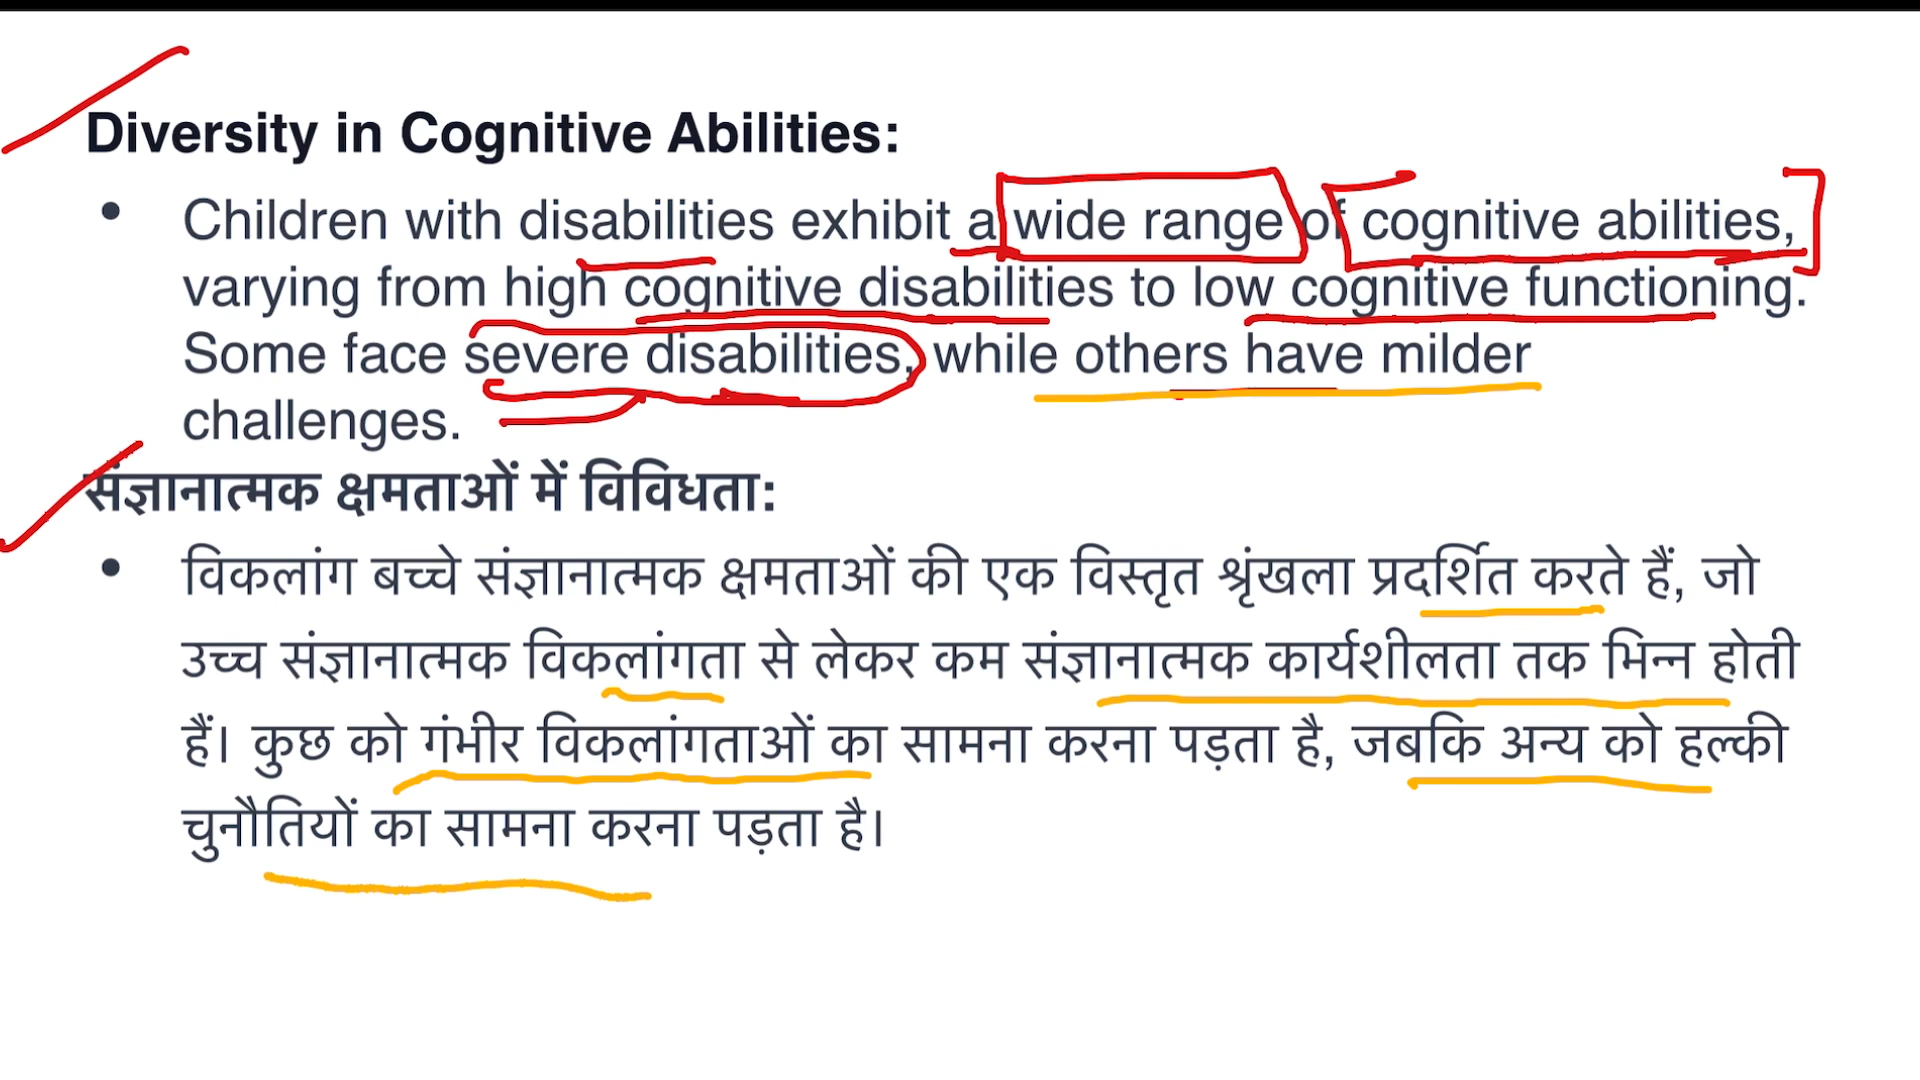 Diversity in Cognitive Abilities:
• Children with disabilities exhibit a wide range of cognitive abilities,
varying from high cognitive disabilities to low cognitive functioning.
Some face severe disabilities, while others have milder
challenges.
संज्ञानात्मक क्षमताओं में विविधता:
• विकलांग बच्चे संज्ञानात्मक क्षमताओं की एक विस्तृत श्रृंखला प्रदर्शित करते हैं, जो
उच्च संज्ञानात्मक विकलांगता से लेकर कम संज्ञानात्मक कार्यशीलता तक भिन्न होती
हैं। कुछ को गंभीर विकलांगताओं का सामना करना पड़ता है, जबकि अन्य को हल्की
चुनौतियों का सामना करना पड़ता है।